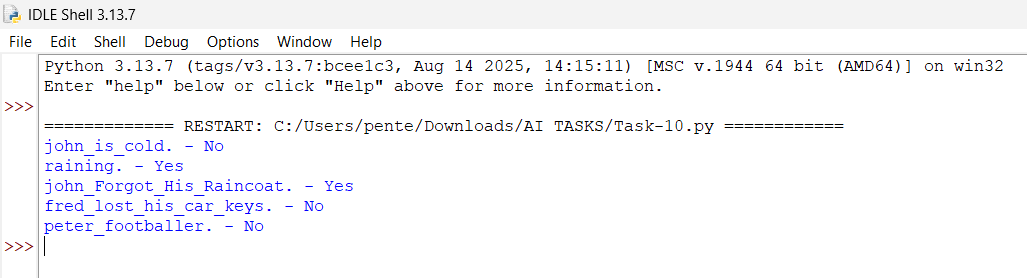 IDLE Shell 3.13.7
File Edit Shell Debug Options Window Help
Python 3.13.7 (tags/v3.13.7:bcee1c3, Aug 14 2025, 14:15:11) [MSC v.1944 64 bit (AMD64)] on win32
Enter "help" below or click "Help" above for more information.
>>>
============= RESTART: C:/Users/pente/Downloads/AI TASKS/Task-10.py ============
john_is_cold. - No
raining. - Yes
john_Forgot_His_Raincoat. - Yes
fred_lost_his_car_keys. - No
peter_footballer. - No
>>>